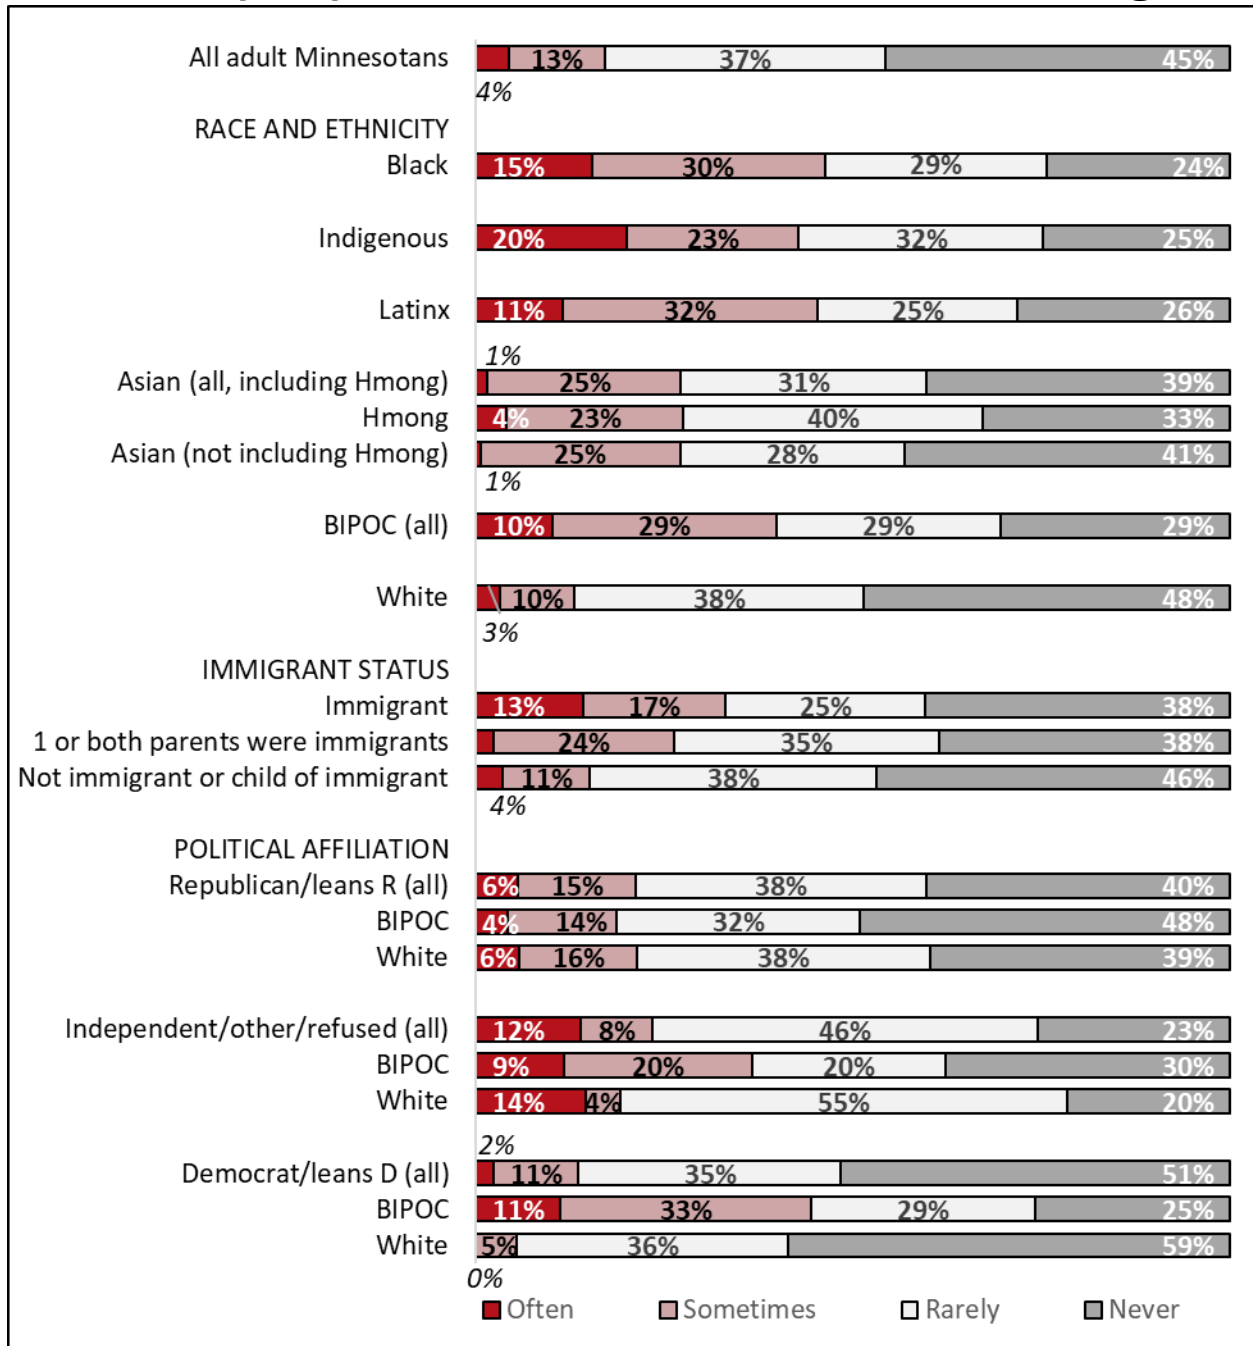 All adult Minnesotans 13% 37% 45%
4%
RACE AND ETHNICITY
Black 15% 30% 29% 24%
Indigenous 20% 23% 32% 25%
Latinx 11% 32% 25% 26%
1%
Asian (all, including Hmong) 25% 31% 39%
Hmong 4% 23% 40% 33%
Asian (not including Hmong) 25% 28% 41%
1%
BIPOC (all) 10% 29% 29% 29%
White 10% 38% 48%
3%
IMMIGRANT STATUS
Immigrant 13% 17% 25% 38%
1 or both parents were immigrants 24% 35% 38%
Not immigrant or child of immigrant 11% 38% 46%
4%
POLITICAL AFFILIATION
Republican/leans R (all) 6% 15% 38% 40%
BIPOC 4% 14% 32% 48%
White 6% 16% 38% 39%
Independent/other/refused (all) 12% 8% 46% 23%
BIPOC 9% 20% 20% 30%
White 14% 4% 55% 20%
2%
Democrat/leans D (all) 11% 35% 51%
BIPOC 11% 33% 29% 25%
White 5% 36% 59%
0%
Often Sometimes Rarely Never